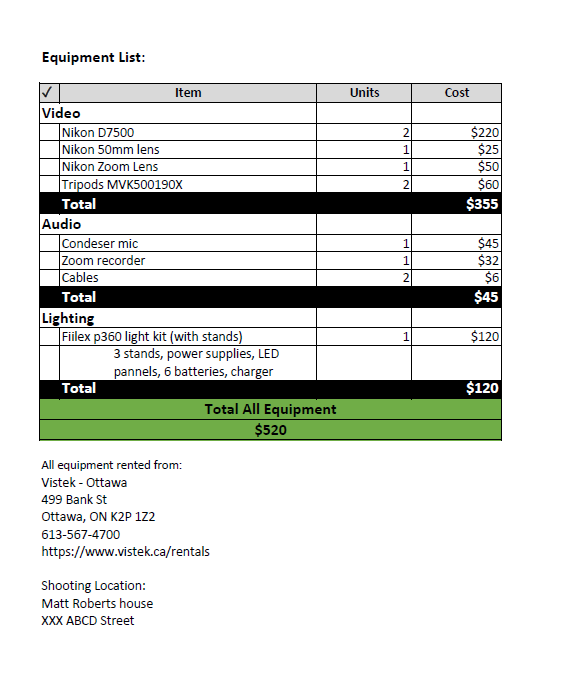 Equipment List:
✓ Item Units Cost
Video
Nikon D7500 2 $220
Nikon 50mm lens 1 $25
Nikon Zoom Lens 1 $50
Tripods MVK500190X 2 $60
Total $355
Audio
Condeser mic 1 $45
Zoom recorder 1 $32
Cables 2 $6
Total $45
Lighting
Fiilex p360 light kit (with stands) 1 $120
3 stands, power supplies, LED
pannels, 6 batteries, charger
Total $120
Total All Equipment
$520
All equipment rented from:
Vistek - Ottawa
499 Bank St
Ottawa, ON K2P 1Z2
613-567-4700
https://www.vistek.ca/rentals
Shooting Location:
Matt Roberts house
XXX ABCD Street